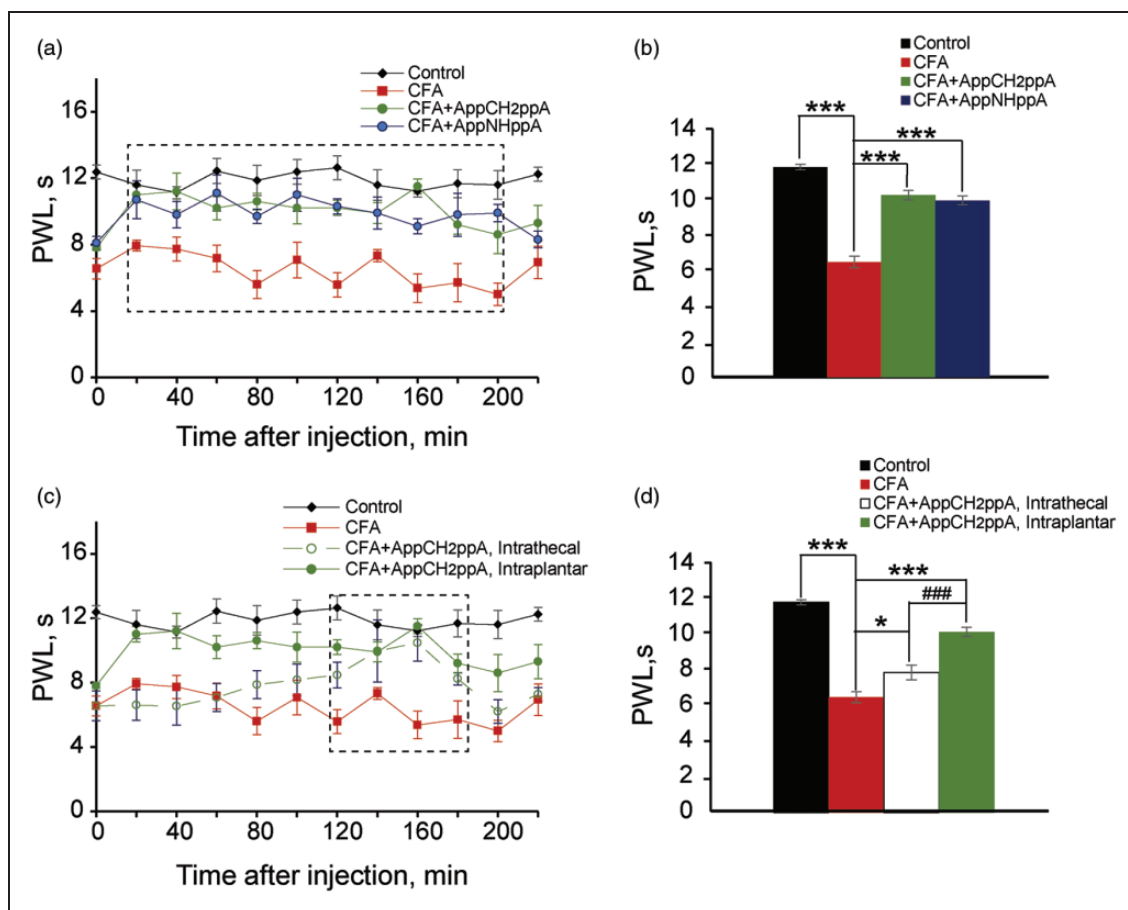 (a)
Control
CFA
CFA+AppCH2ppA
CFA+AppNHppA
PWL, s
16
12
8
4
0
0 40 80 120 160 200
Time after injection, min
(b)
Control
CFA
CFA+AppCH2ppA
CFA+AppNHppA
PWL,s
14
12
10
8
6
4
2
0
***
***
***
(c)
Control
CFA
CFA+AppCH2ppA, Intrathecal
CFA+AppCH2ppA, Intraplantar
PWL, s
16
12
8
4
0
0 40 80 120 160 200
Time after injection, min
(d)
Control
CFA
CFA+AppCH2ppA, Intrathecal
CFA+AppCH2ppA, Intraplantar
PWL,s
14
12
10
8
6
4
2
0
***
***
###
*